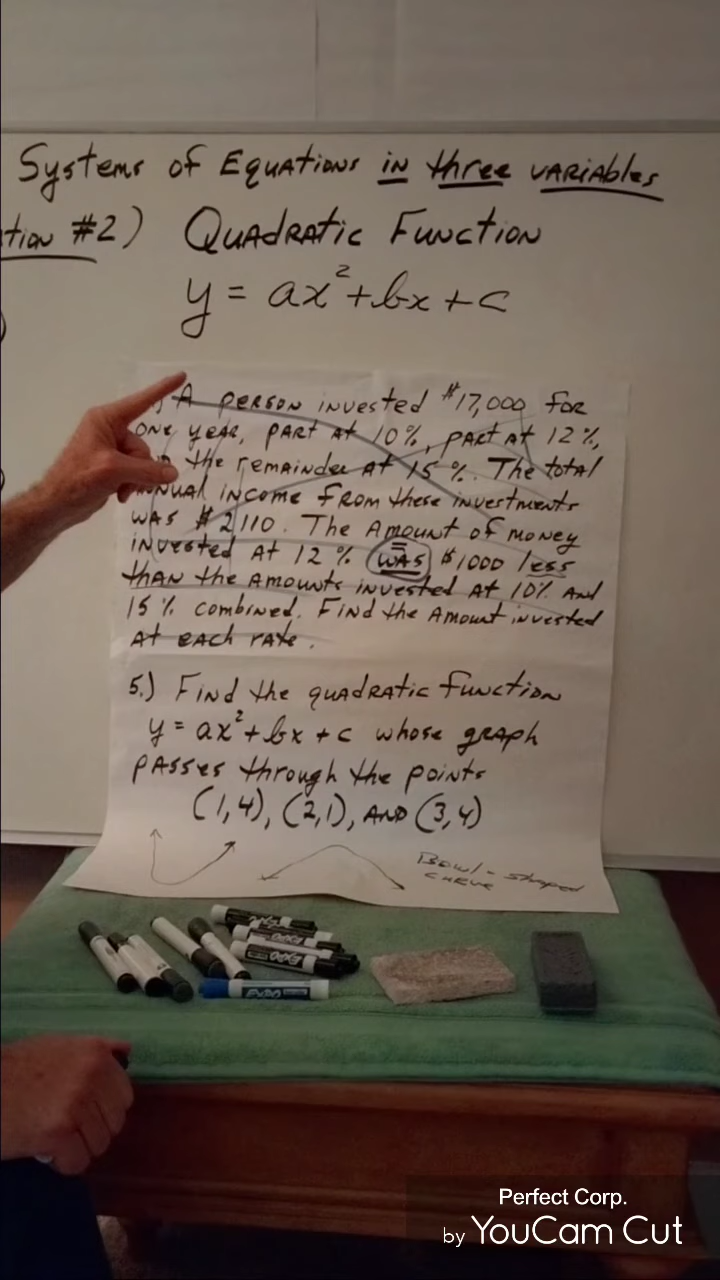 Systems of Equations in three variables
tion #2) Quadratic Function
y = ax² + bx + c
) A person invested $17,000 for
one year, part at 10%, part at 12%,
the remainder at 15%. The total
annual income from these investments
was $2110. The Amount of money
invested at 12% was $1000 less
than the amounts invested at 10% and
15% combined. Find the Amount invested
at each rate.
5.) Find the quadratic function
y = ax² + bx + c whose graph
passes through the points
(1,4), (2,1), and (3,4)
Bowl-shaped
curve
EXPO
EXPO
EXPO
EXPO
Perfect Corp.
by YouCam Cut